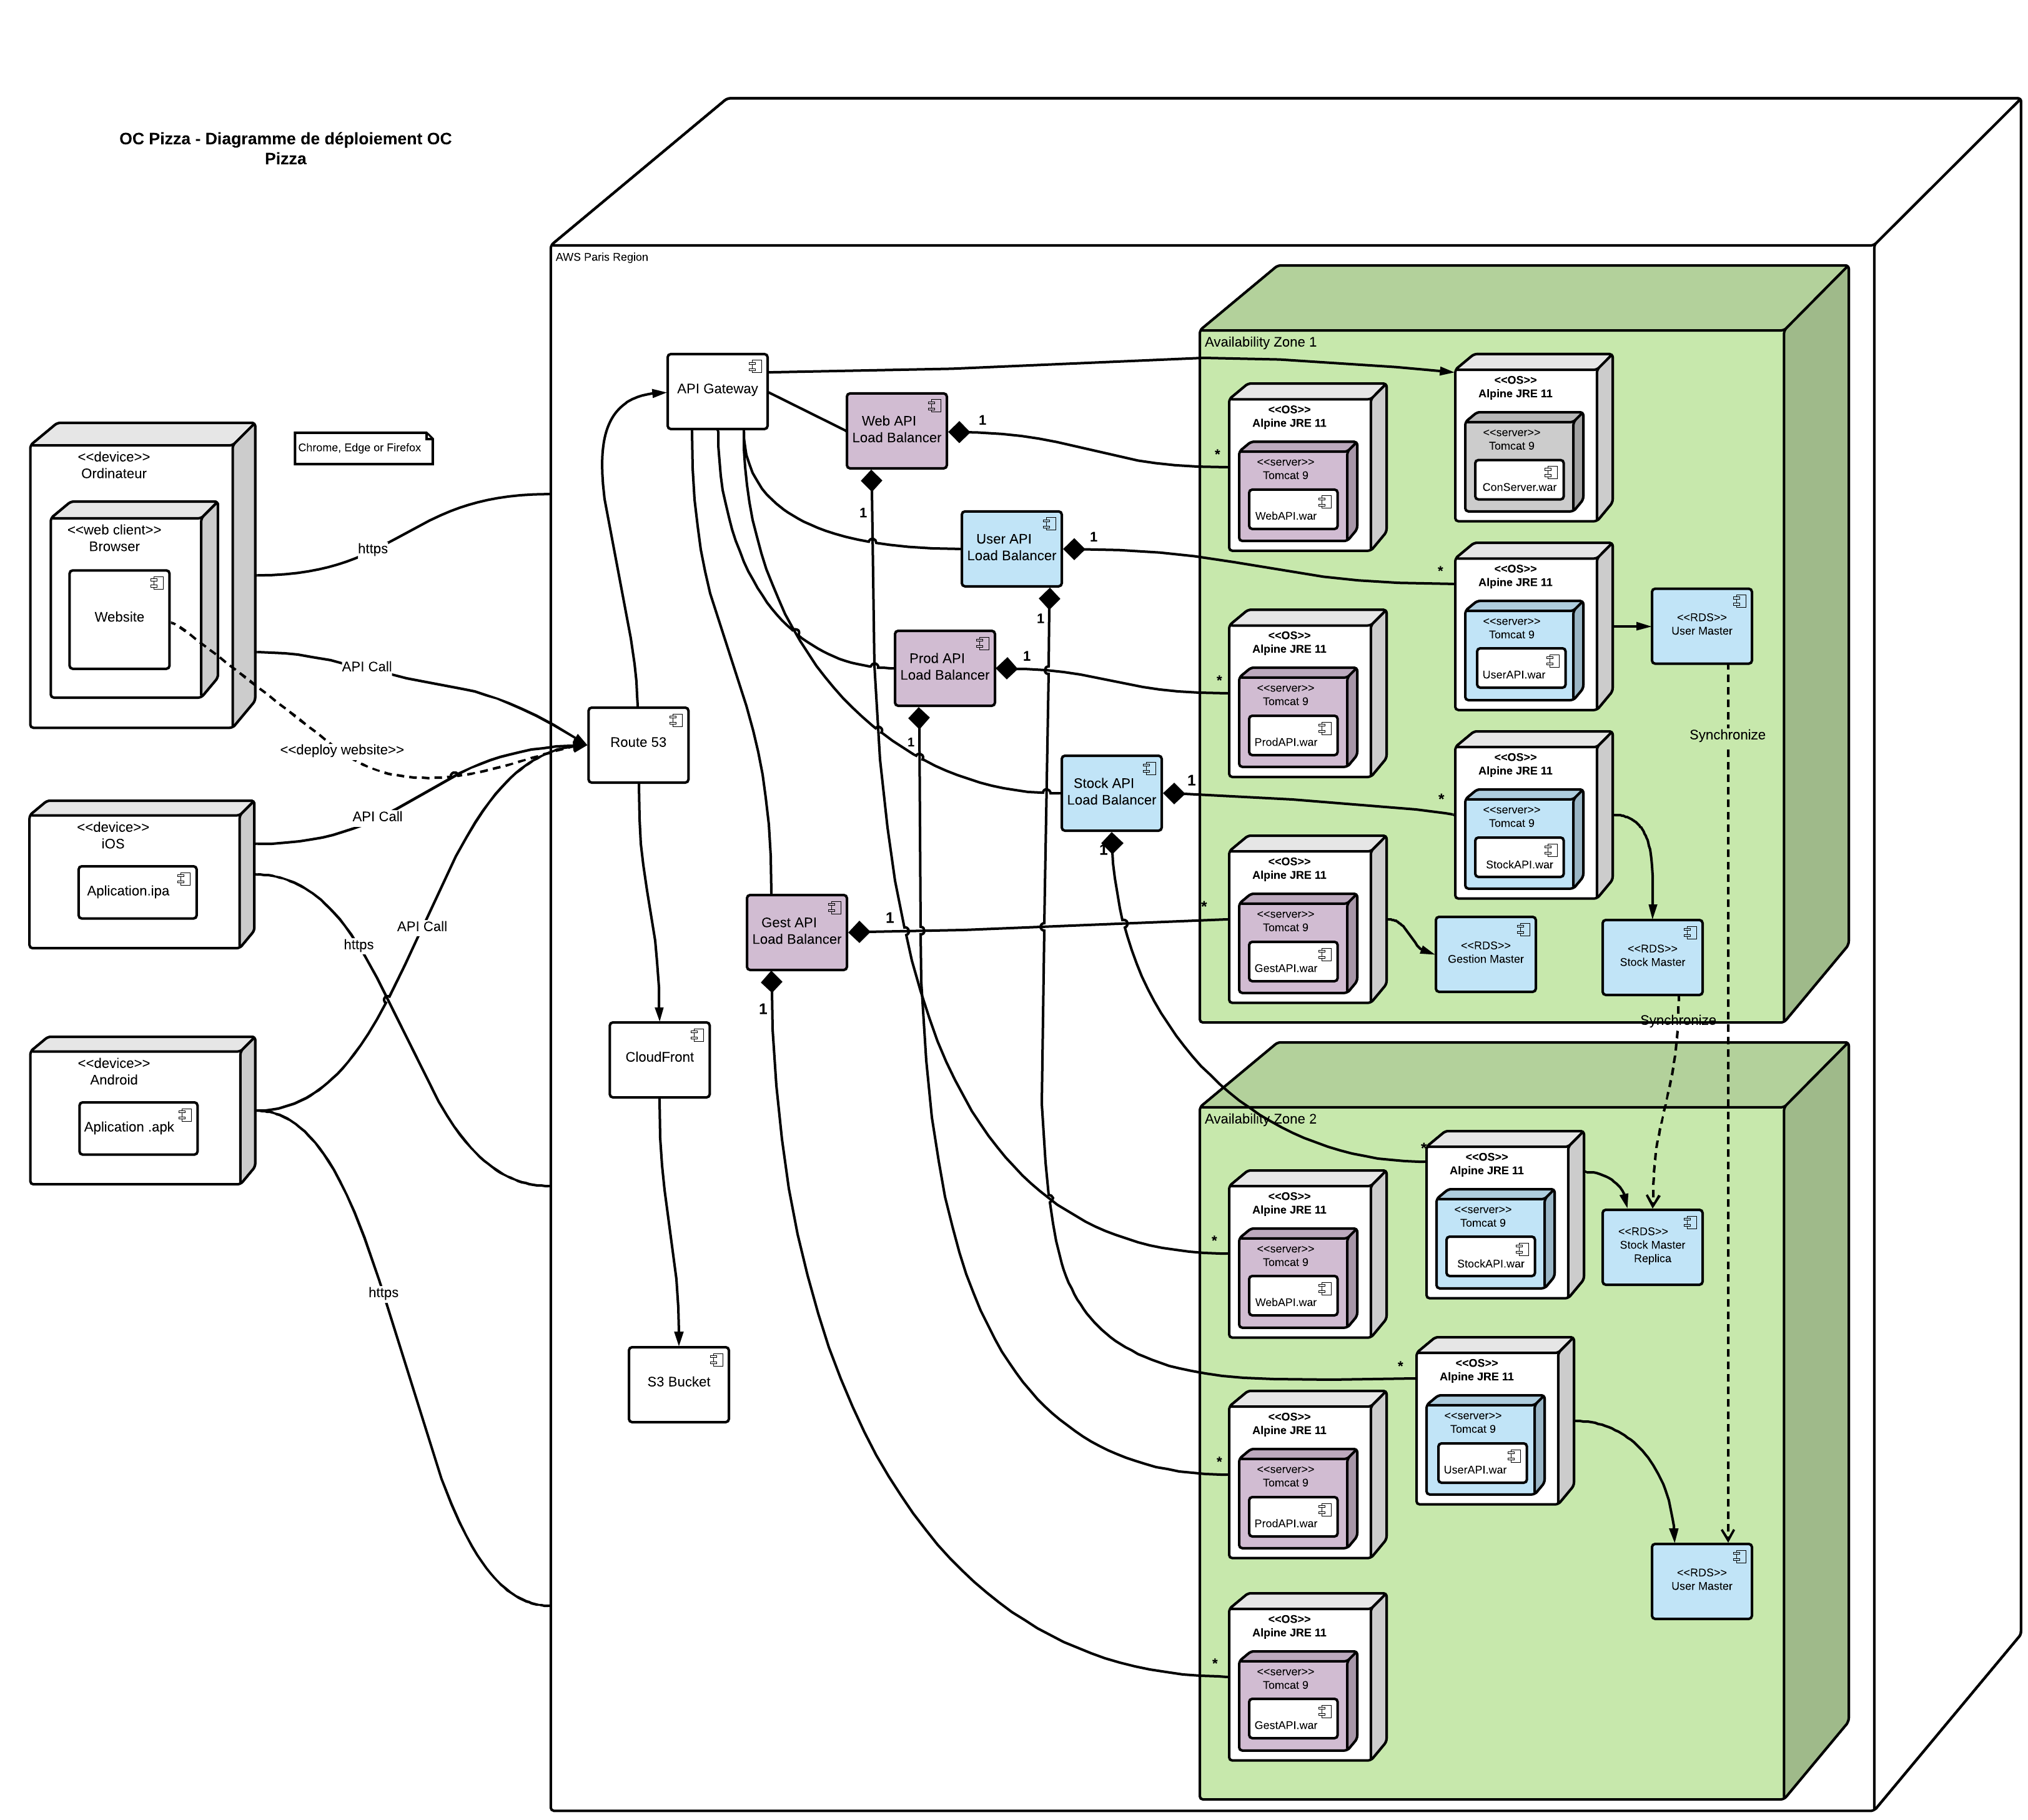 OC Pizza - Diagramme de déploiement OC
Pizza
AWS Paris Region
<<device>>
Ordinateur
<<web client>>
Browser
Website
Chrome, Edge or Firefox
https
API Call
<<deploy website>>
<<device>>
iOS
Aplication.ipa
API Call
https
API Call
<<device>>
Android
Aplication .apk
https
API Gateway
Route 53
CloudFront
S3 Bucket
Web API
Load Balancer
1
1
User API
Load Balancer
1
1
Prod API
Load Balancer
1
1
Stock API
Load Balancer
1
1
Gest API
Load Balancer
1
1
Availability Zone 1
<<OS>>
Alpine JRE 11
<<server>>
Tomcat 9
WebAPI.war
*
<<OS>>
Alpine JRE 11
<<server>>
Tomcat 9
ConServer.war
<<OS>>
Alpine JRE 11
<<server>>
Tomcat 9
UserAPI.war
*
<<RDS>>
User Master
<<OS>>
Alpine JRE 11
<<server>>
Tomcat 9
ProdAPI.war
*
<<OS>>
Alpine JRE 11
<<server>>
Tomcat 9
StockAPI.war
*
Synchronize
<<OS>>
Alpine JRE 11
<<server>>
Tomcat 9
GestAPI.war
*
<<RDS>>
Gestion Master
<<RDS>>
Stock Master
Synchronize
Availability Zone 2
<<OS>>
Alpine JRE 11
<<server>>
Tomcat 9
StockAPI.war
*
<<RDS>>
Stock Master
Replica
<<OS>>
Alpine JRE 11
<<server>>
Tomcat 9
WebAPI.war
*
<<OS>>
Alpine JRE 11
<<server>>
Tomcat 9
UserAPI.war
*
<<OS>>
Alpine JRE 11
<<server>>
Tomcat 9
ProdAPI.war
*
<<RDS>>
User Master
<<OS>>
Alpine JRE 11
<<server>>
Tomcat 9
GestAPI.war
*